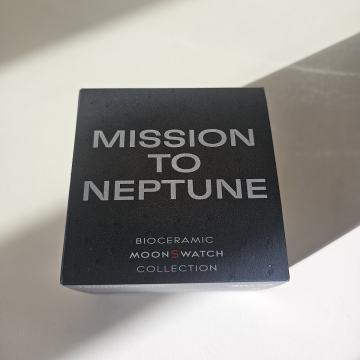 MISSION
TO
NEPTUNE
BIOCERAMIC
MOONSWATCH
COLLECTION